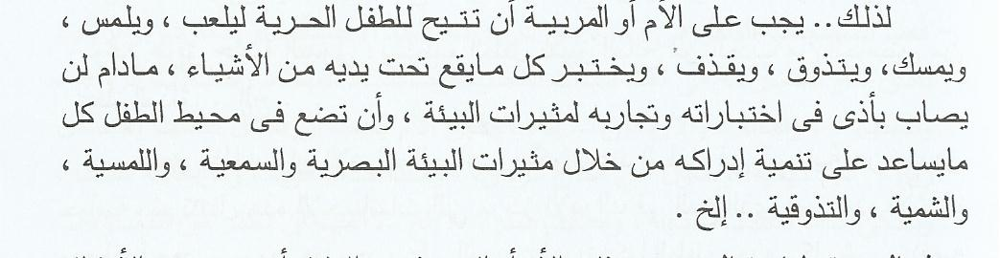 لذلك.. يجب على الأم أو المربية أن تتيح للطفل الحرية ليلعب ، ويلمس ،
ويمسك، ويتذوق ، ويقذف ، ويختبر كل مايقع تحت يديه من الأشياء ، مادام لن
يصاب بأذى فى اختباراته وتجاربه لمثيرات البيئة ، وأن تضع فى محيط الطفل كل
مايساعد على تنمية إدراكه من خلال مثيرات البيئة البصرية والسمعية ، واللمسية ،
والشمية ، والتذوقية .. إلخ .